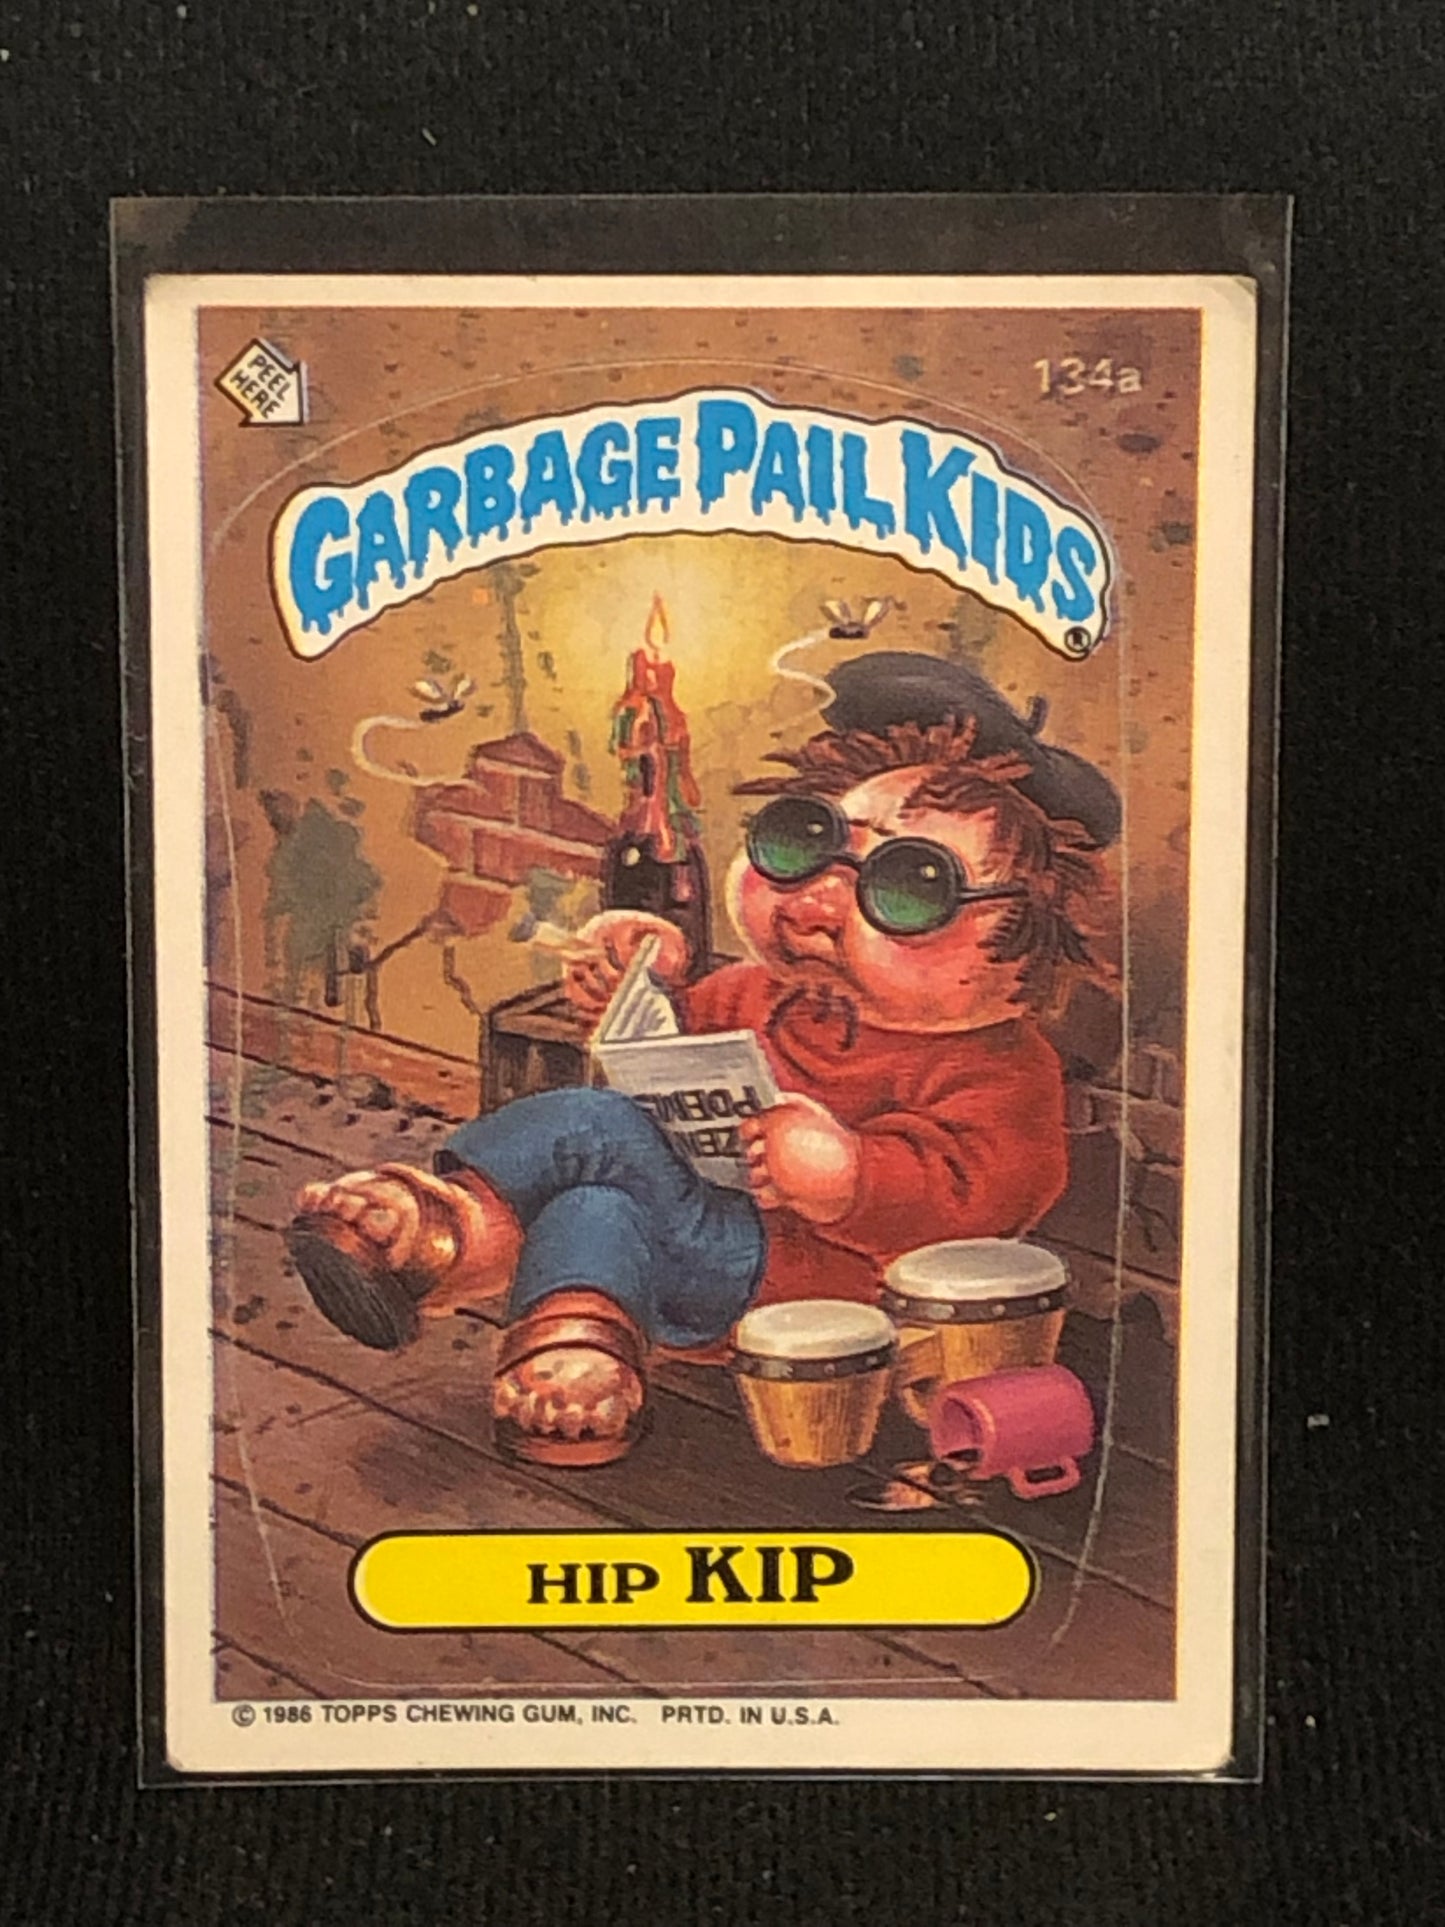 PEEL
HERE
134a
GARBAGE PAIL KIDS
®
ZEN
POEMS
HIP KIP
© 1986 TOPPS CHEWING GUM, INC. PRTD. IN U.S.A.